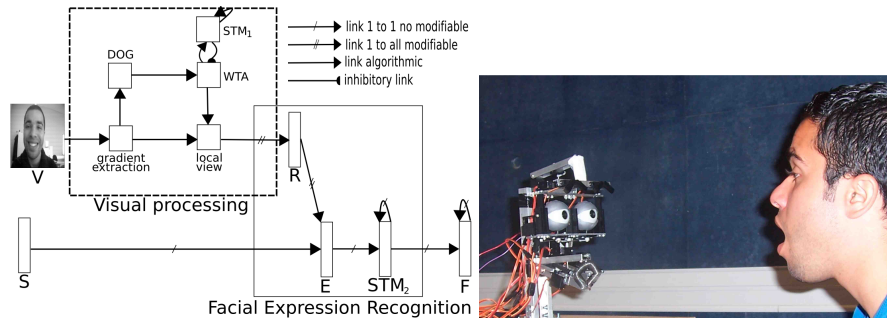 STM₁
DOG
WTA
V
gradient
extraction
local
view
Visual processing
link 1 to 1 no modifiable
link 1 to all modifiable
link algorithmic
inhibitory link
R
S
E
STM₂
F
Facial Expression Recognition